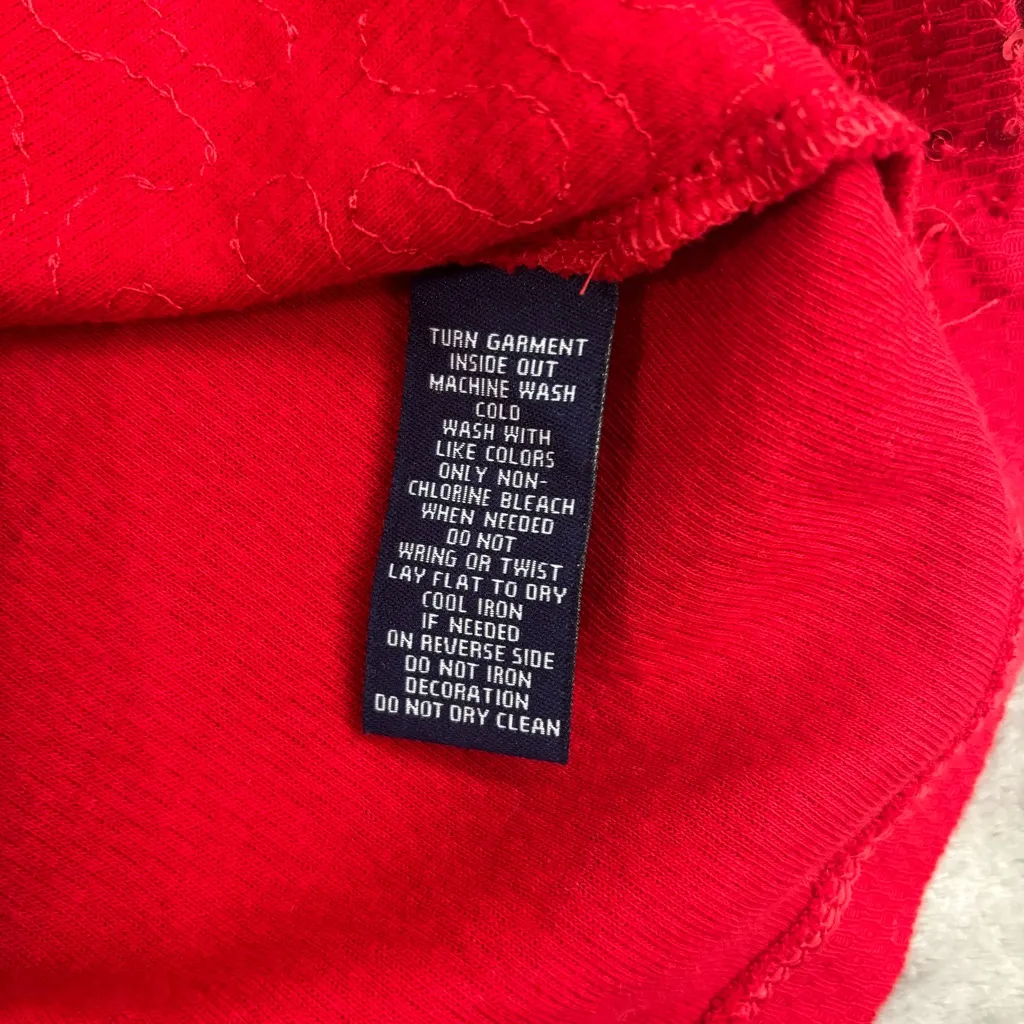 TURN GARMENT
INSIDE OUT
MACHINE WASH
COLD
WASH WITH
LIKE COLORS
ONLY NON-
CHLORINE BLEACH
WHEN NEEDED
DO NOT
WRING OR TWIST
LAY FLAT TO DRY
COOL IRON
IF NEEDED
ON REVERSE SIDE
DO NOT IRON
DECORATION
DO NOT DRY CLEAN